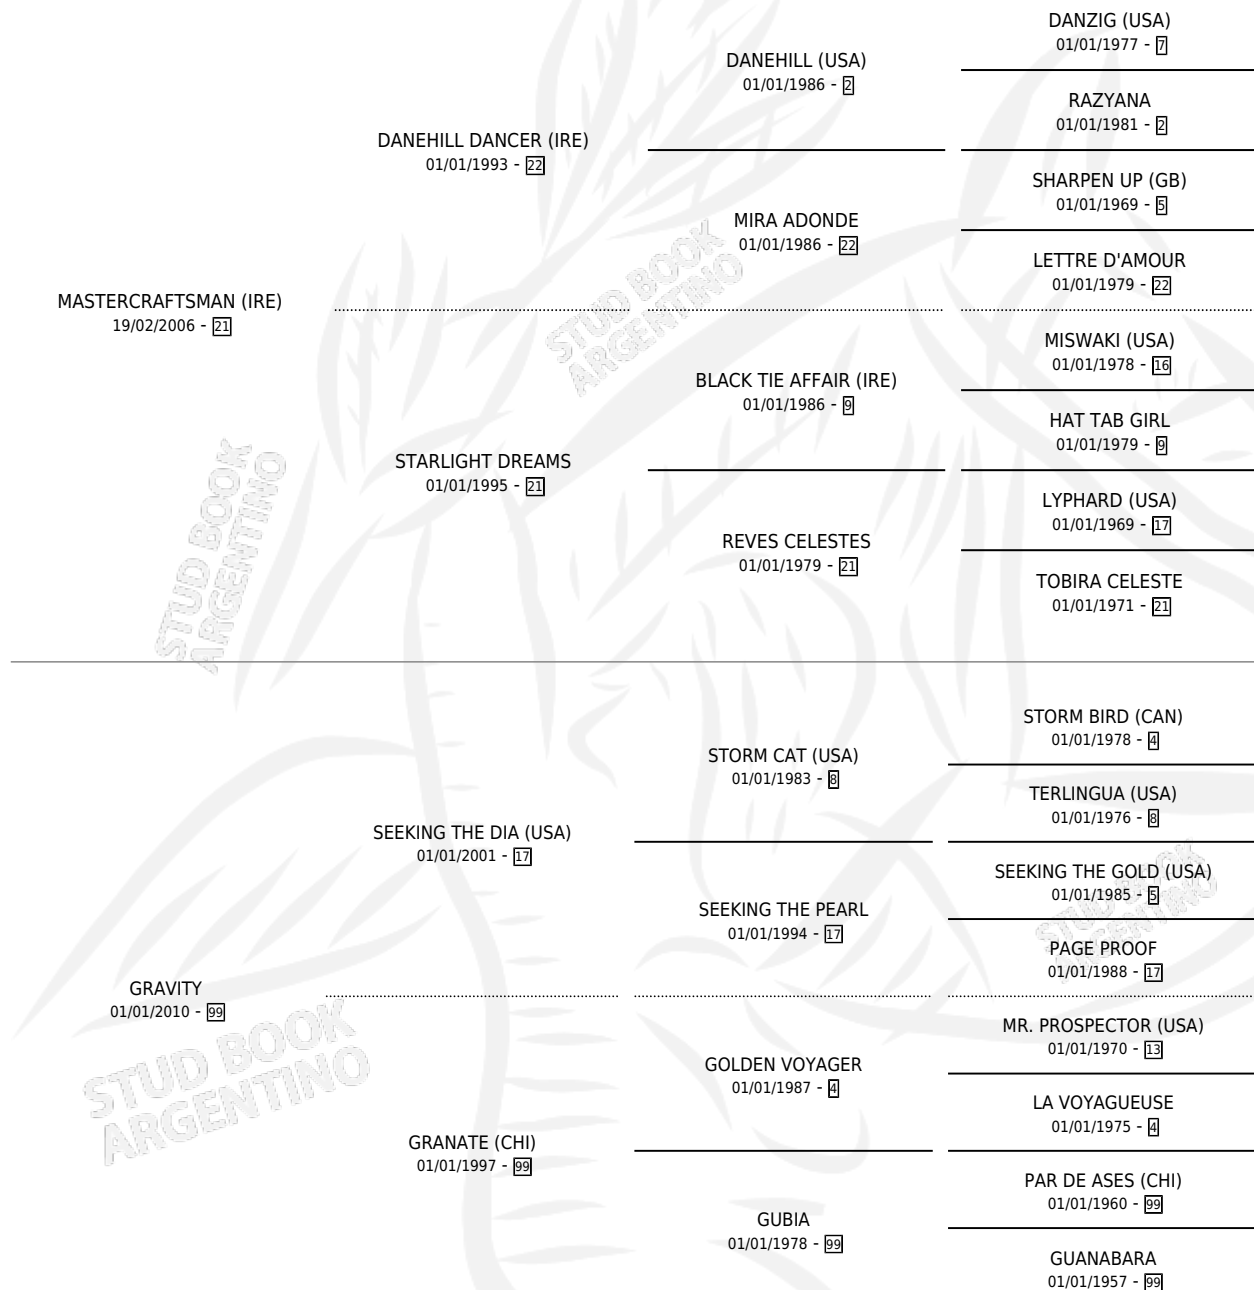 DANZIG (USA)
01/01/1977 - 7
DANEHILL (USA)
01/01/1986 - 2
RAZYANA
01/01/1981 - 2
DANEHILL DANCER (IRE)
01/01/1993 - 22
SHARPEN UP (GB)
01/01/1969 - 5
MIRA ADONDE
01/01/1986 - 22
LETTRE D'AMOUR
01/01/1979 - 22
MASTERCRAFTSMAN (IRE)
19/02/2006 - 21
MISWAKI (USA)
01/01/1978 - 16
BLACK TIE AFFAIR (IRE)
01/01/1986 - 9
HAT TAB GIRL
01/01/1979 - 9
STARLIGHT DREAMS
01/01/1995 - 21
LYPHARD (USA)
01/01/1969 - 17
REVES CELESTES
01/01/1979 - 21
TOBIRA CELESTE
01/01/1971 - 21
STORM BIRD (CAN)
01/01/1978 - 4
STORM CAT (USA)
01/01/1983 - 8
TERLINGUA (USA)
01/01/1976 - 8
SEEKING THE DIA (USA)
01/01/2001 - 17
SEEKING THE GOLD (USA)
01/01/1985 - 5
SEEKING THE PEARL
01/01/1994 - 17
PAGE PROOF
01/01/1988 - 17
GRAVITY
01/01/2010 - 99
MR. PROSPECTOR (USA)
01/01/1970 - 13
GOLDEN VOYAGER
01/01/1987 - 4
LA VOYAGUEUSE
01/01/1975 - 4
GRANATE (CHI)
01/01/1997 - 99
PAR DE ASES (CHI)
01/01/1960 - 99
GUBIA
01/01/1978 - 99
GUANABARA
01/01/1957 - 99
STUD BOOK
ARGENTINO
STUD BOOK
ARGENTINO
STUD BOOK
ARGENTINO
STUD BOOK
ARGENTINO